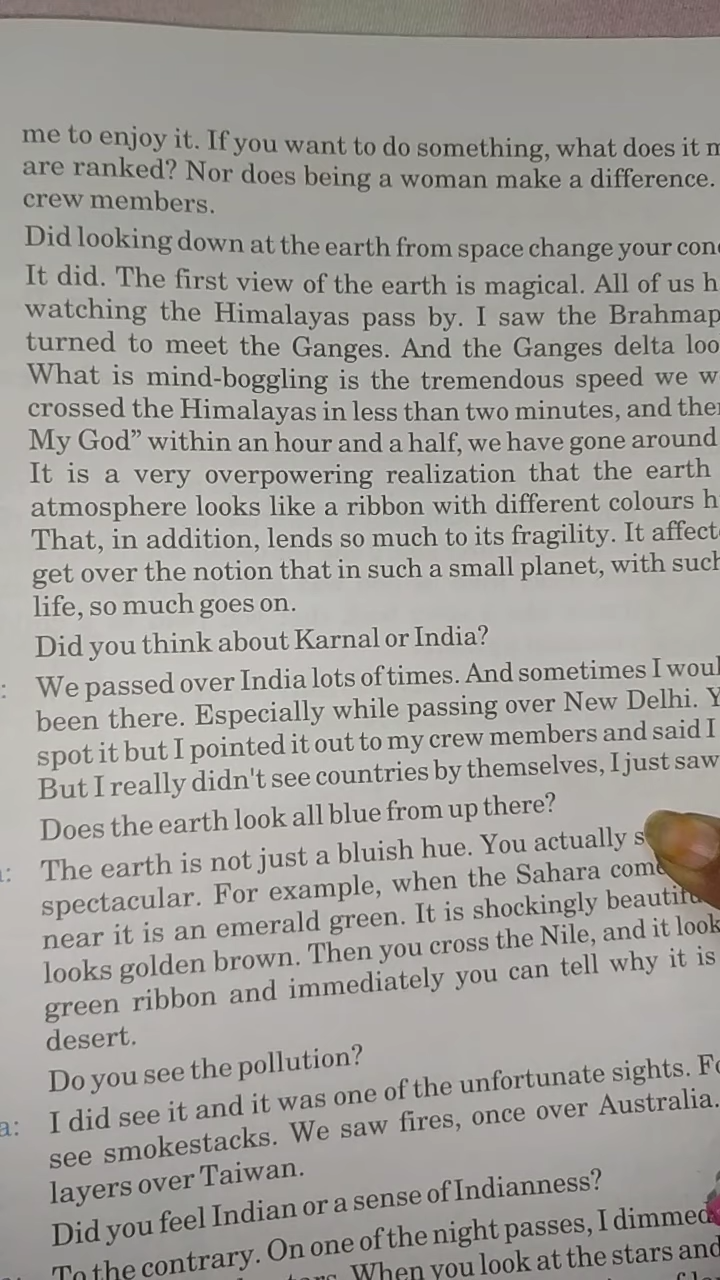 me to enjoy it. If you want to do something, what does it
are ranked? Nor does being a woman make a difference.
crew members.
Did looking down at the earth from space change your
It did. The first view of the earth is magical. All of us
watching the Himalayas pass by. I saw the
turned to meet the Ganges. And the Ganges delta
What is mind-boggling is the tremendous speed we
crossed the Himalayas in less than two minutes, and
My God” within an hour and a half, we have gone around
It is a very overpowering realization that the earth
atmosphere looks like a ribbon with different colours
That, in addition, lends so much to its fragility. It
get over the notion that in such a small planet, with
life, so much goes on.
Did you think about Karnal or India?
: We passed over India lots of times. And sometimes I
been there. Especially while passing over New Delhi.
spot it but I pointed it out to my crew members and said I
But I really didn't see countries by themselves, I just saw
Does the earth look all blue from up there?
: The earth is not just a bluish hue. You actually
spectacular. For example, when the Sahara
near it is an emerald green. It is shockingly
looks golden brown. Then you cross the Nile, and it
green ribbon and immediately you can tell why it is
desert.
Do you see the pollution?
a: I did see it and it was one of the unfortunate sights.
see smokestacks. We saw fires, once over Australia.
layers over Taiwan.
Did you feel Indian or a sense of Indianness?
To the contrary. On one of the night passes, I
When you look at the stars and